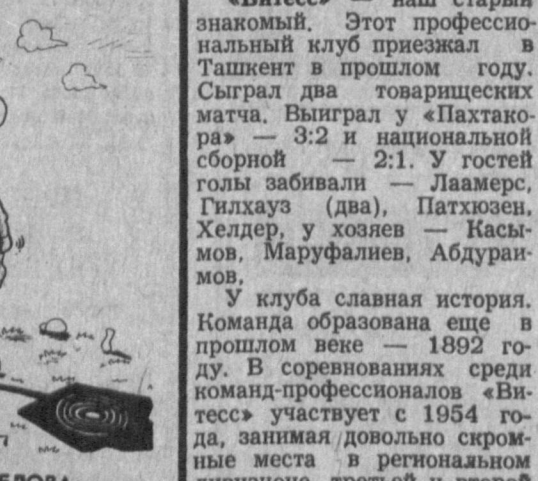 «Витесс» — наш старый
знакомый. Этот профессио-
нальный клуб приезжал в
Ташкент в прошлом году.
Сыграл два товарищеских
матча. Выиграл у «Пахтако-
ра» — 3:2 и национальной
сборной — 2:1. У гостей
голы забивали — Лаамерс,
Гилхауз (два), Патхюзен,
Хелдер, у хозяев — Касы-
мов, Маруфалиев, Абдураи-
мов.
У клуба славная история.
Команда образована еще в
прошлом веке — 1892 го-
ду. В соревнованиях среди
команд-профессионалов «Ви-
тесс» участвует с 1954 го-
да, занимая довольно скром-
ные места в региональном